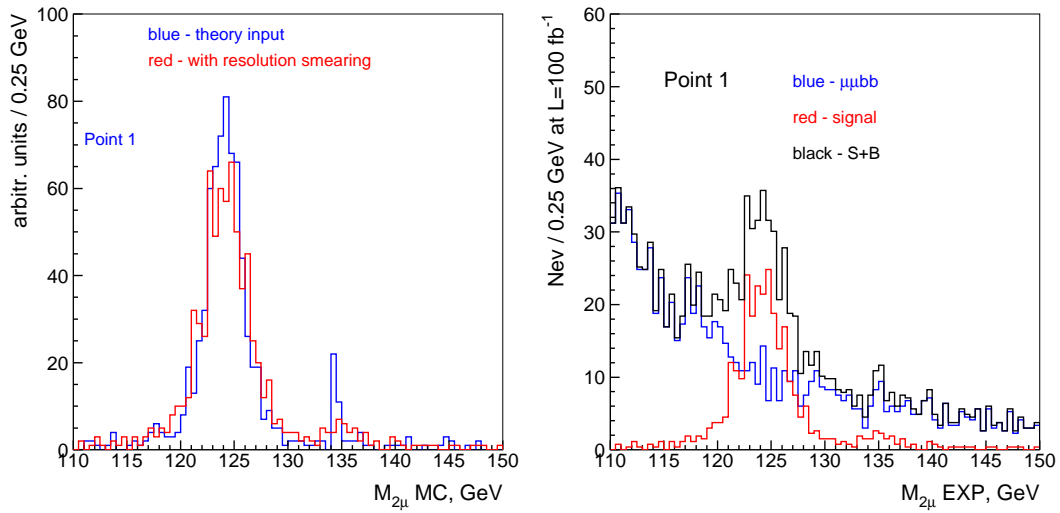 arbitr. units / 0.25 GeV
100
80
60
40
20
0
blue - theory input
red - with resolution smearing
Point 1
110 115 120 125 130 135 140 145 150
M2μ MC, GeV
Nev / 0.25 GeV at L=100 fb-1
60
50
40
30
20
10
0
Point 1
blue - μμbb
red - signal
black - S+B
110 115 120 125 130 135 140 145 150
M2μ EXP, GeV